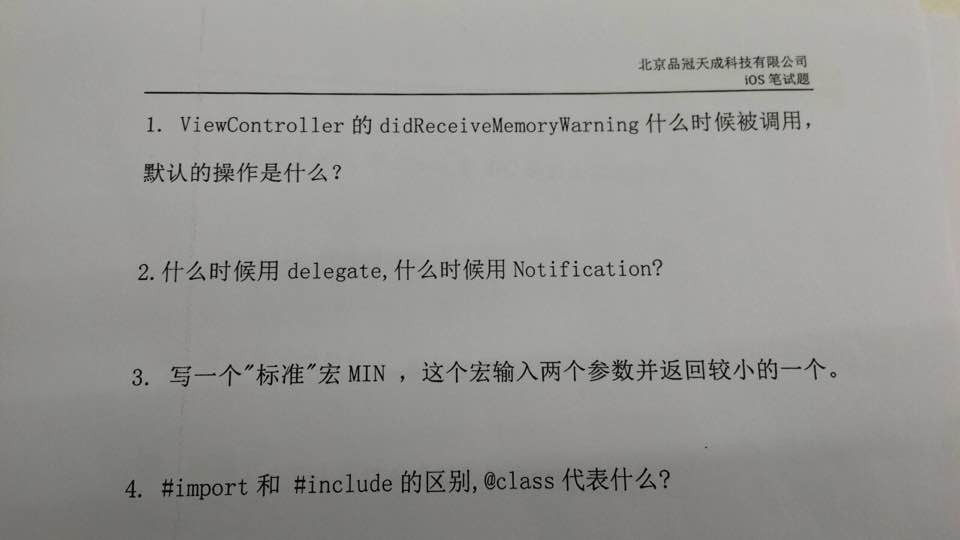 北京品冠天成科技有限公司
iOS 笔试题
1. ViewController 的 didReceiveMemoryWarning 什么时候被调用，
默认的操作是什么？
2.什么时候用 delegate,什么时候用 Notification?
3. 写一个"标准"宏 MIN ，这个宏输入两个参数并返回较小的一个。
4. #import 和 #include 的区别,@class 代表什么?